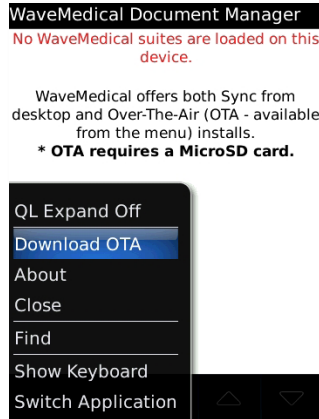 WaveMedical Document Manager
No WaveMedical suites are loaded on this
device.
WaveMedical offers both Sync from
desktop and Over-The-Air (OTA - available
from the menu) installs.
* OTA requires a MicroSD card.
QL Expand Off
Download OTA
About
Close
Find
Show Keyboard
Switch Application